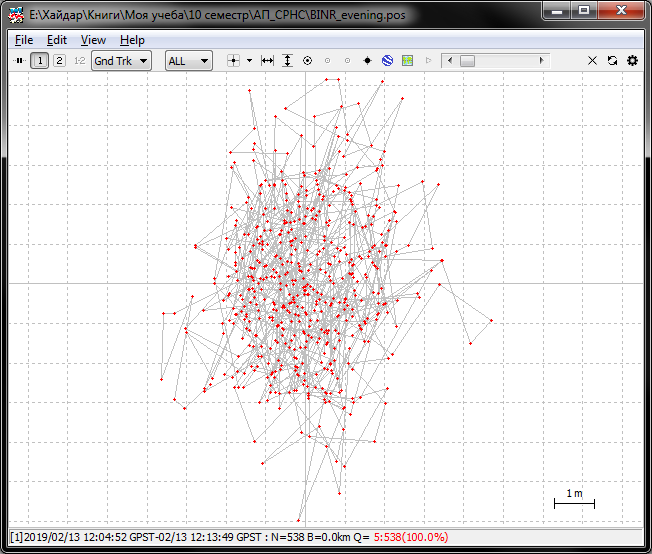 E:\Хайдар\Книги\Моя учеба\10 семестр\АП_СРНС\BINR_evening.pos
File Edit View Help
1 2 1-2 Gnd Trk ALL
1 m
[1]2019/02/13 12:04:52 GPST-02/13 12:13:49 GPST : N=538 B=0.0km Q= 5:538(100.0%)